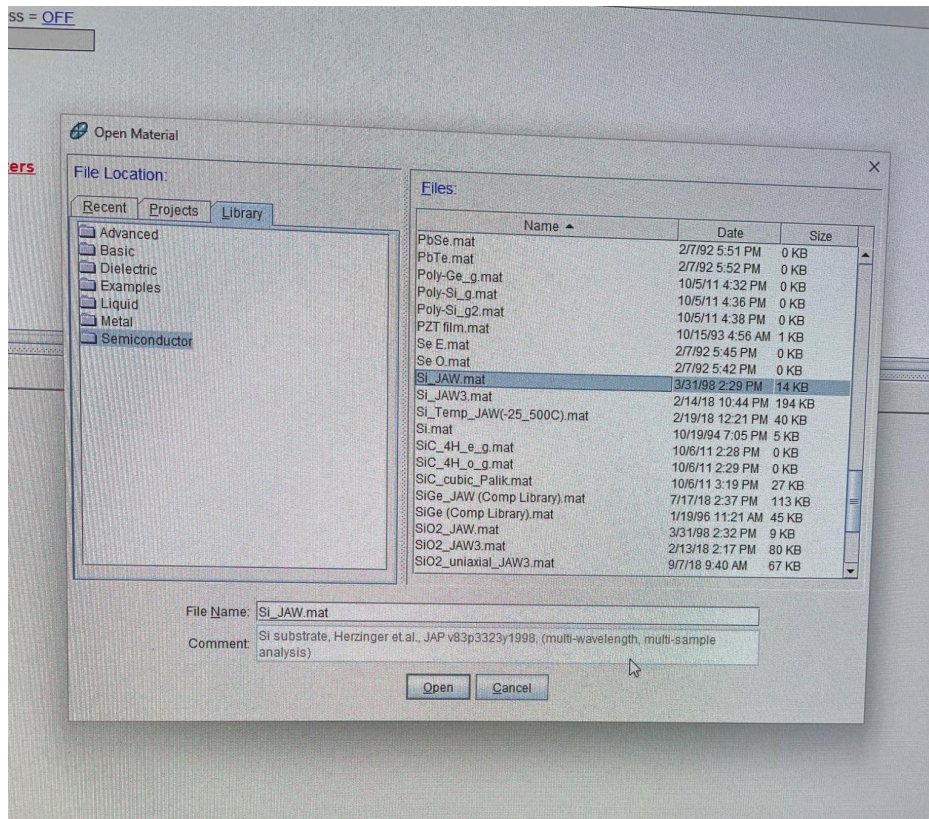 ss = OFF
Open Material
ers
File Location:
Recent Projects Library
Advanced
Basic
Dielectric
Examples
Liquid
Metal
Semiconductor
Files:
Name Date Size
PbSe.mat 2/7/92 5:51 PM 0 KB
PbTe.mat 2/7/92 5:52 PM 0 KB
Poly-Ge_g.mat 10/5/11 4:32 PM 0 KB
Poly-Si_g.mat 10/5/11 4:36 PM 0 KB
Poly-Si_g2.mat 10/5/11 4:38 PM 0 KB
PZT film.mat 10/15/93 4:56 AM 1 KB
Se E.mat 2/7/92 5:45 PM 0 KB
Se O.mat 2/7/92 5:42 PM 0 KB
Si_JAW.mat 3/31/98 2:29 PM 14 KB
Si_JAW3.mat 2/14/18 10:44 PM 194 KB
Si_Temp_JAW(-25_500C).mat 2/19/18 12:21 PM 40 KB
Si.mat 10/19/94 7:05 PM 5 KB
SiC_4H_e_g.mat 10/6/11 2:28 PM 0 KB
SiC_4H_o_g.mat 10/6/11 2:29 PM 0 KB
SiC_cubic_Palik.mat 10/6/11 3:19 PM 27 KB
SiGe_JAW (Comp Library).mat 7/17/18 2:37 PM 113 KB
SiGe (Comp Library).mat 1/19/96 11:21 AM 45 KB
SiO2_JAW.mat 3/31/98 2:32 PM 9 KB
SiO2_JAW3.mat 2/13/18 2:17 PM 80 KB
SiO2_uniaxial_JAW3.mat 9/7/18 9:40 AM 67 KB
File Name: Si_JAW.mat
Comment: Si substrate, Herzinger et.al., JAP v83p3323y1998, (multi-wavelength, multi-sample
analysis)
Open Cancel